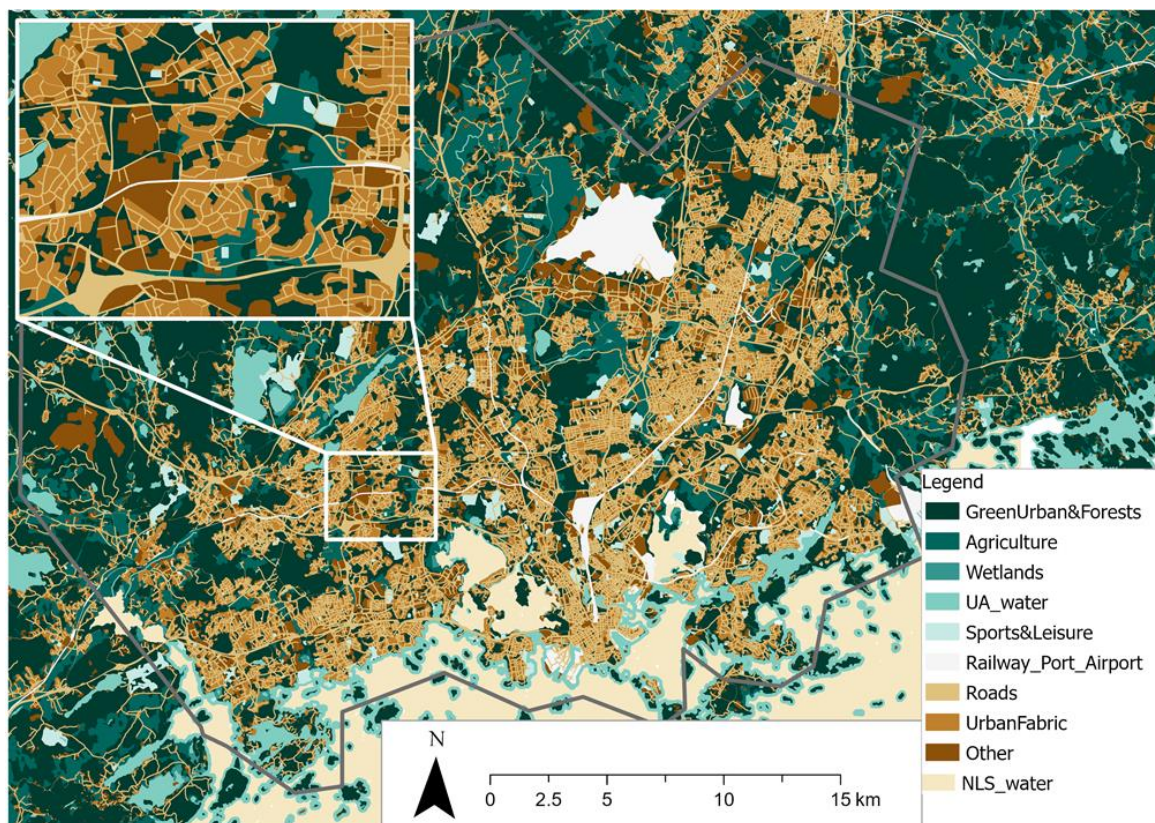 Legend
GreenUrban&Forests
Agriculture
Wetlands
UA_water
Sports&Leisure
Railway_Port_Airport
Roads
UrbanFabric
Other
NLS_water
N
0 2.5 5 10 15 km